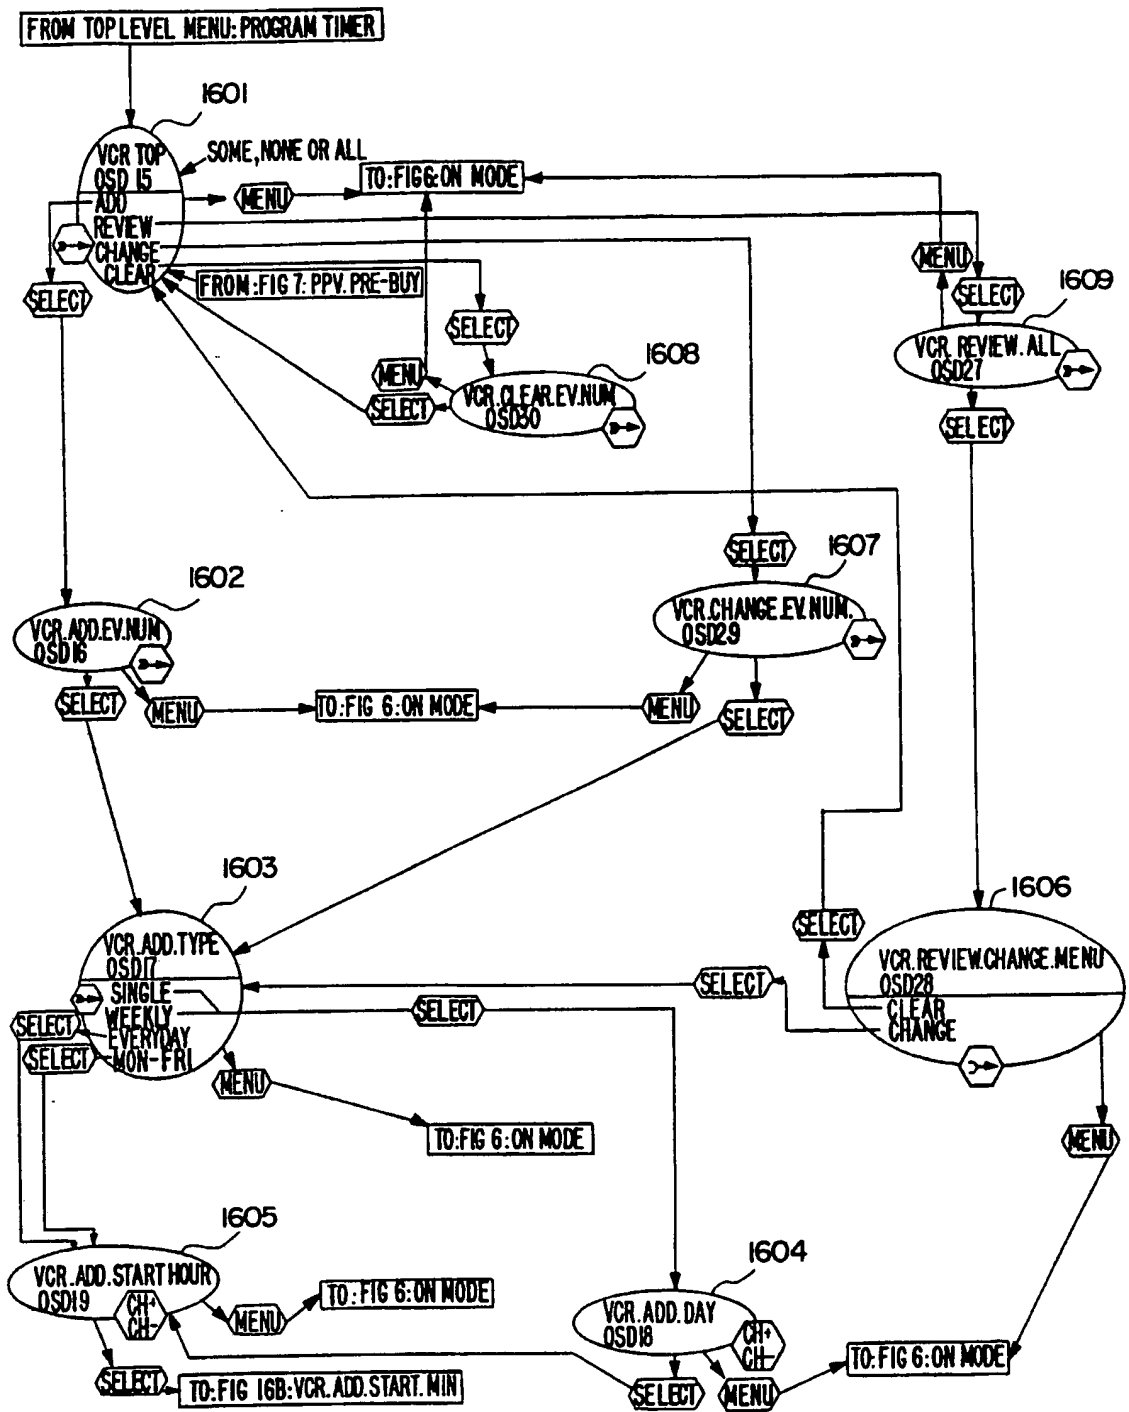 FROM TOP LEVEL MENU: PROGRAM TIMER
1601
VCR TOP
OSD 15
SOME, NONE OR ALL
ADD
REVIEW
CHANGE
CLEAR
MENU
TO: FIG 6: ON MODE
SELECT
FROM: FIG 7: PPV. PRE-BUY
MENU
SELECT
1609
VCR.REVIEW.ALL
OSD27
SELECT
SELECT
1608
MENU
SELECT
VCR.CLEAR.EV.NUM
OSD30
SELECT
1607
VCR.CHANGE.EV.NUM.
OSD29
1602
VCR.ADD.EV.NUM
OSD16
SELECT
MENU
TO: FIG 6: ON MODE
MENU
SELECT
1603
VCR.ADD.TYPE
OSD17
SINGLE
WEEKLY
EVERYDAY
MON-FRI
SELECT
SELECT
SELECT
MENU
TO: FIG 6: ON MODE
SELECT
SELECT
1606
VCR.REVIEW.CHANGE.MENU
OSD28
CLEAR
CHANGE
MENU
1605
VCR.ADD.START HOUR
OSD19
CH+
CH-
MENU
TO: FIG 6: ON MODE
SELECT
TO: FIG 16B: VCR.ADD.START.MIN
1604
VCR.ADD.DAY
OSD18
CH+
CH-
SELECT
MENU
TO: FIG 6: ON MODE